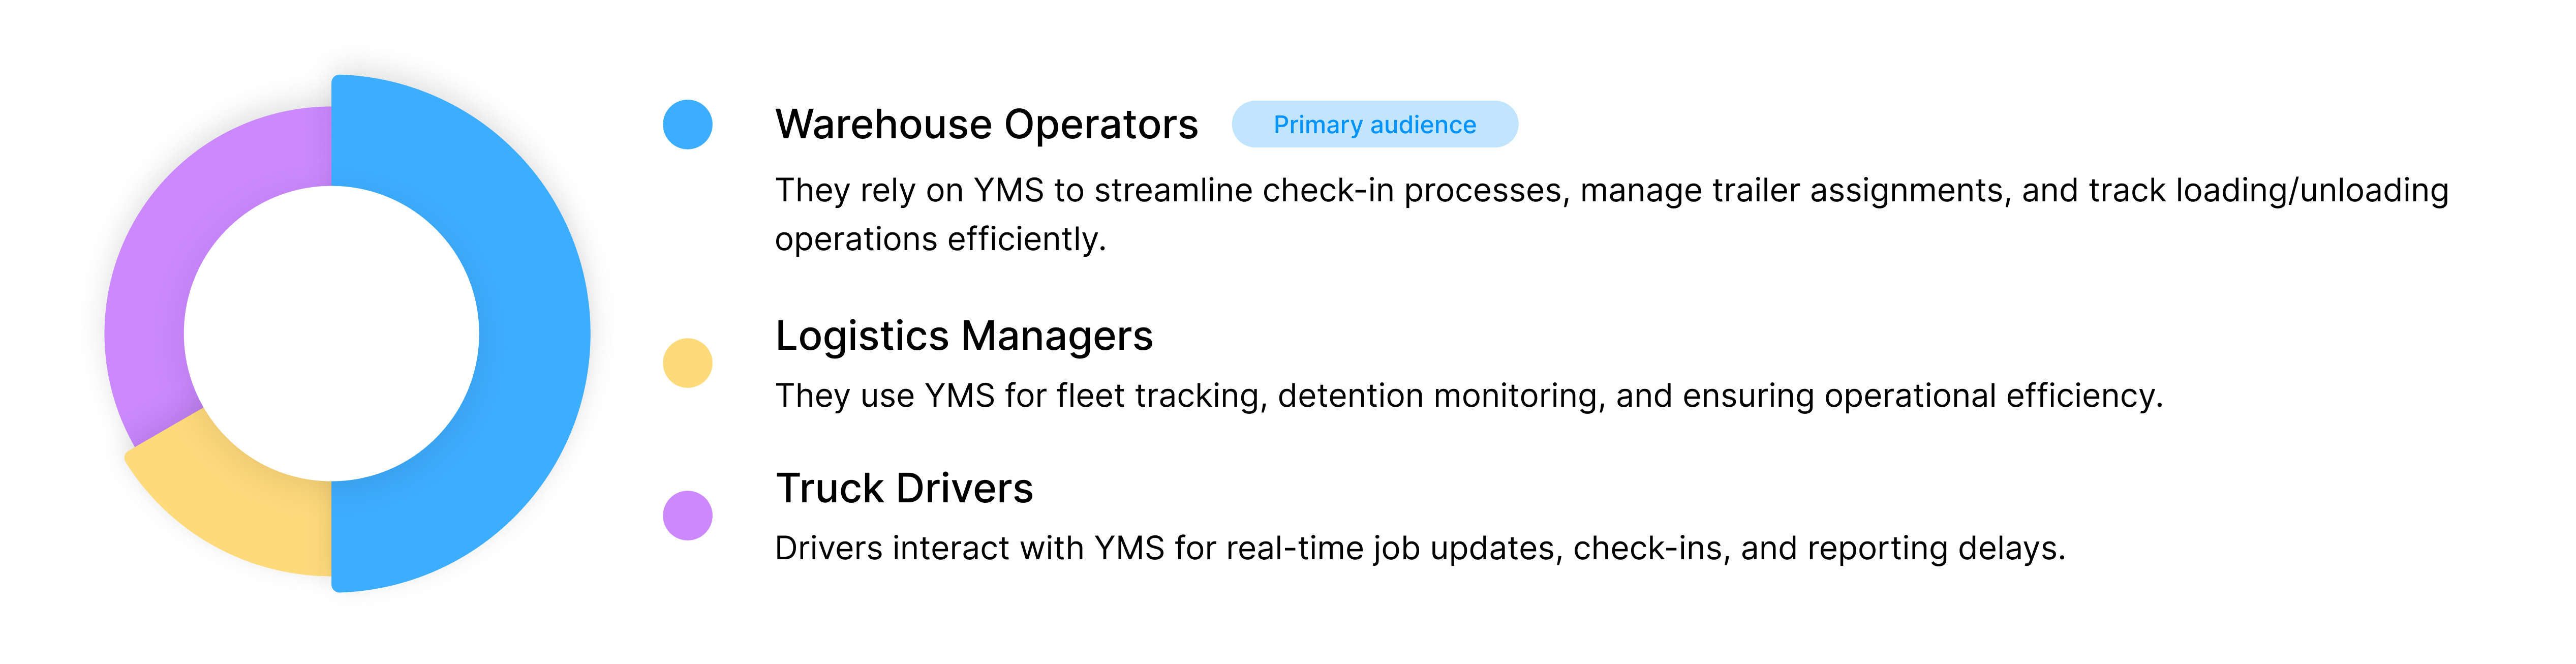 Warehouse Operators
Primary audience
They rely on YMS to streamline check-in processes, manage trailer assignments, and track loading/unloading
operations efficiently.
Logistics Managers
They use YMS for fleet tracking, detention monitoring, and ensuring operational efficiency.
Truck Drivers
Drivers interact with YMS for real-time job updates, check-ins, and reporting delays.